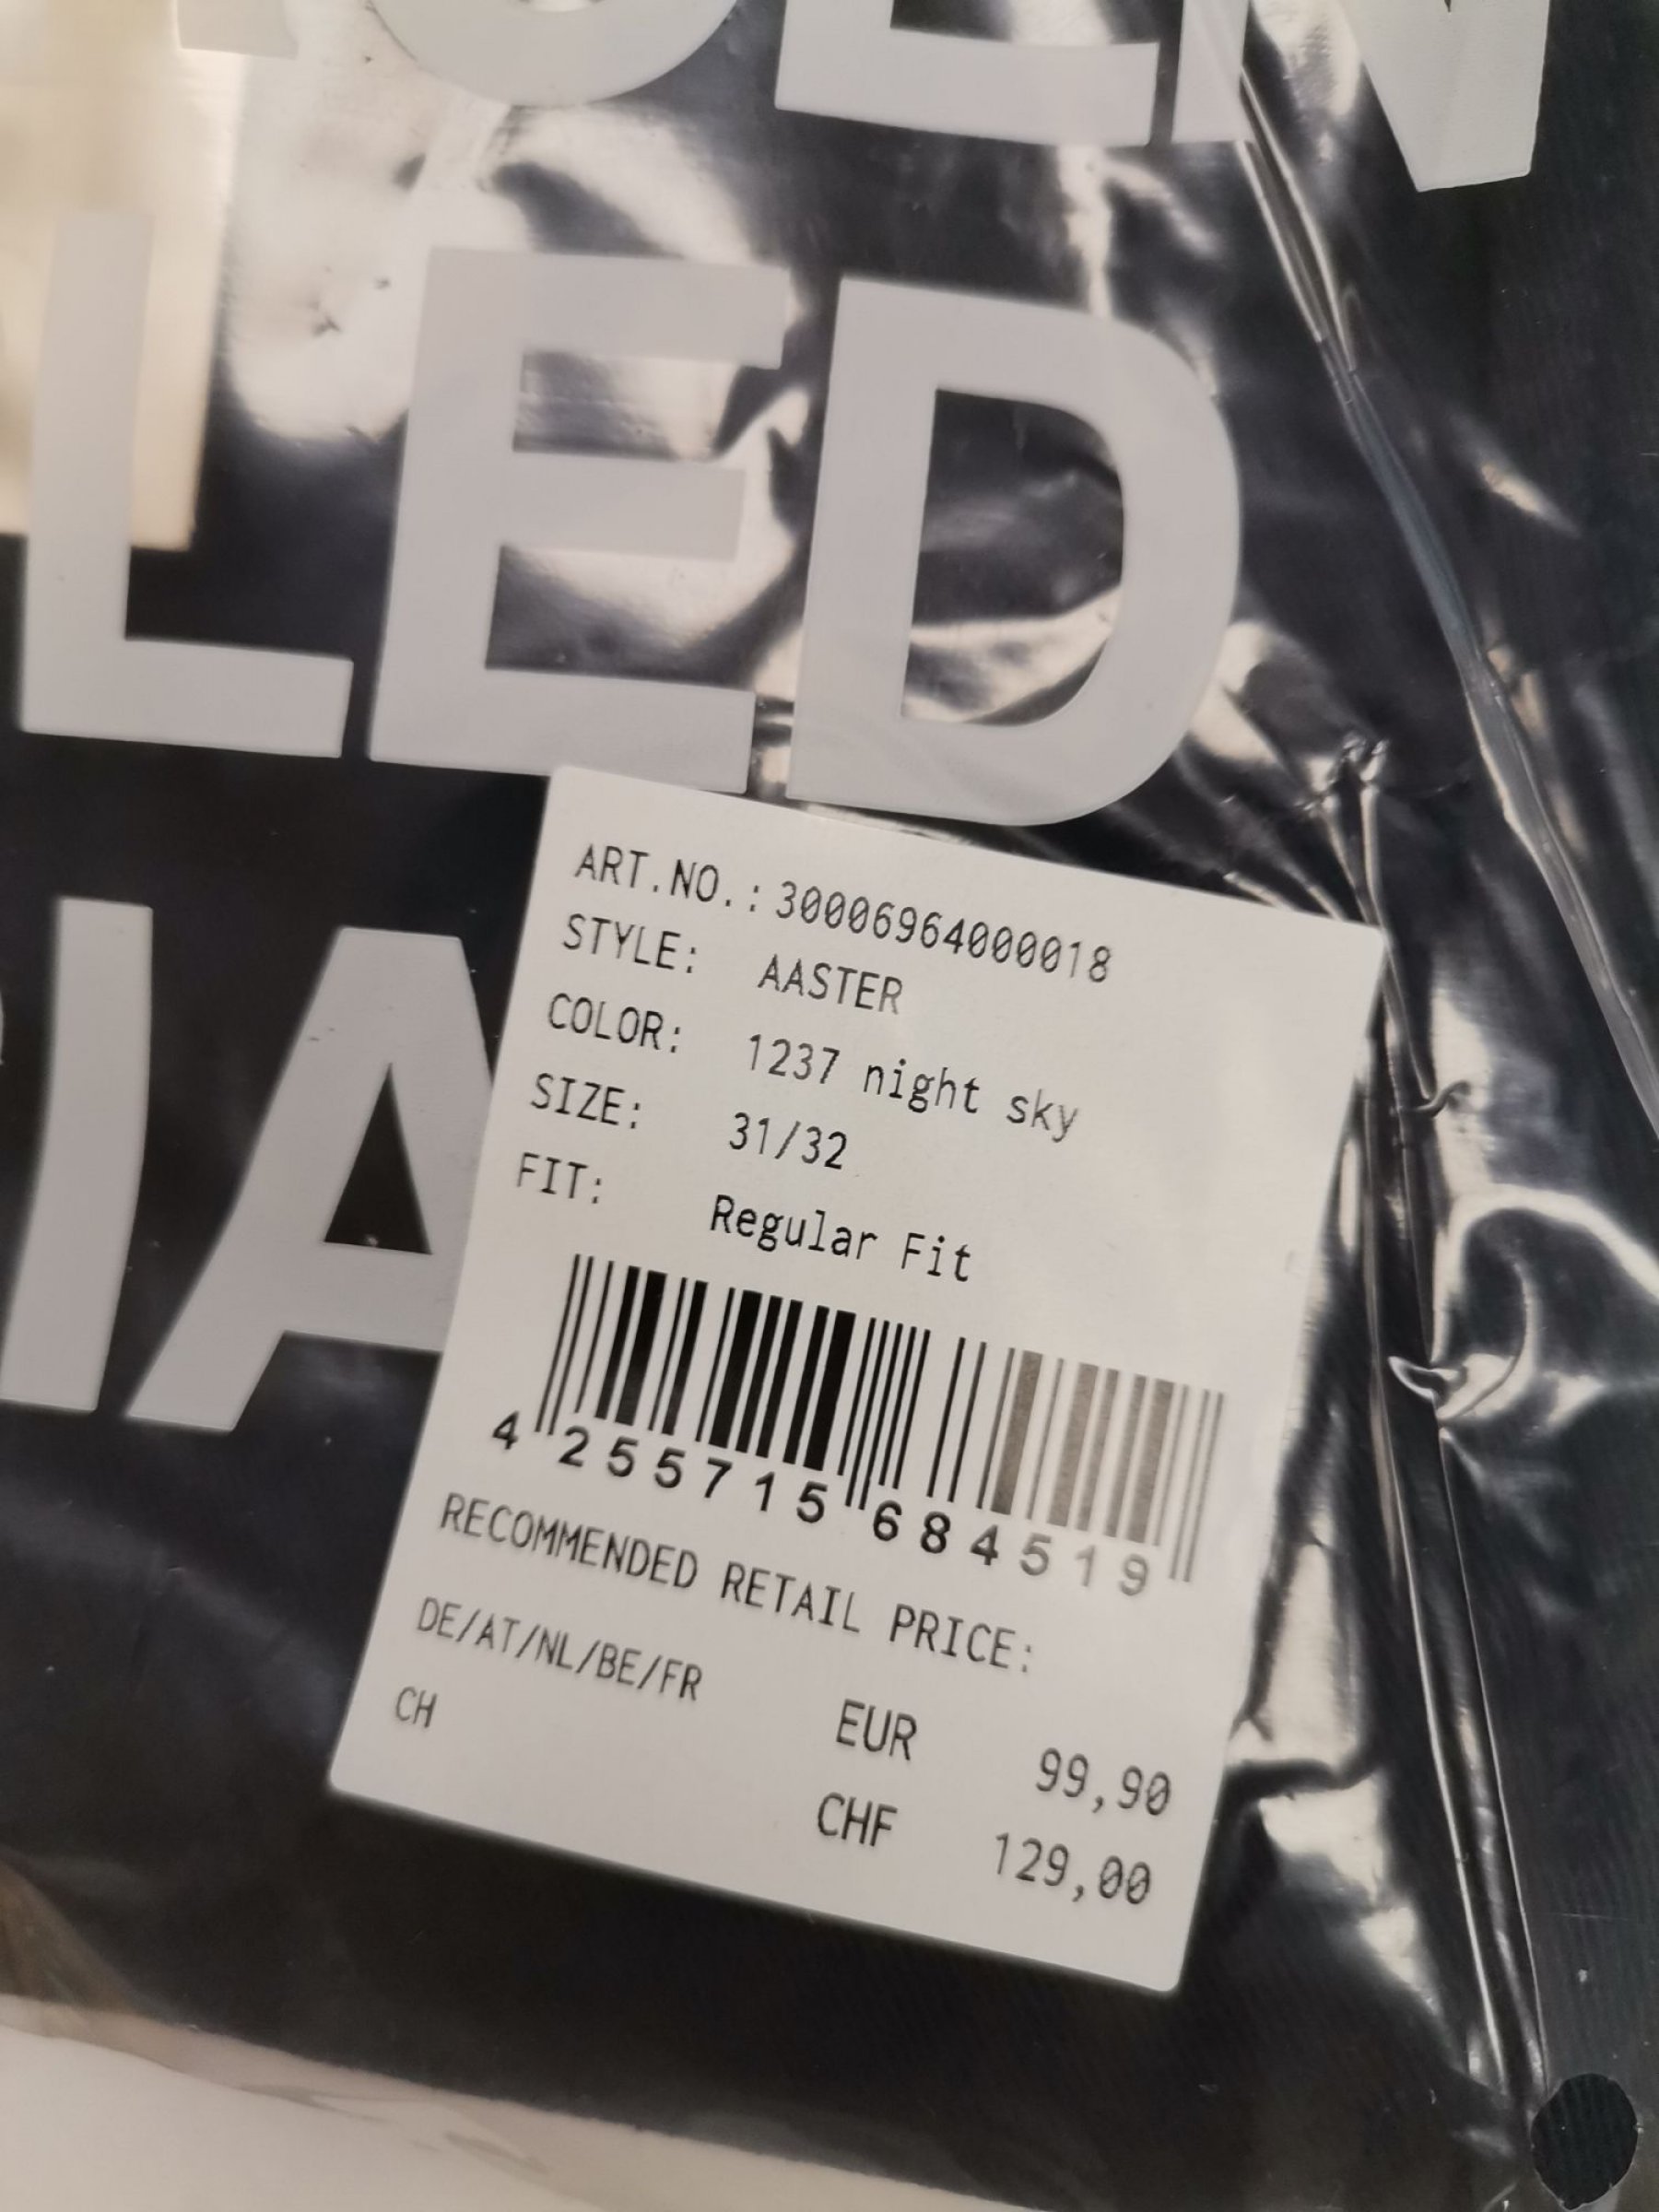 LED
IA
ART.NO.: 30006964000018
STYLE: AASTER
COLOR: 1237 night sky
SIZE: 31/32
FIT: Regular Fit
4 255715 684519
RECOMMENDED RETAIL PRICE:
DE/AT/NL/BE/FR EUR 99,90
CH CHF 129,00